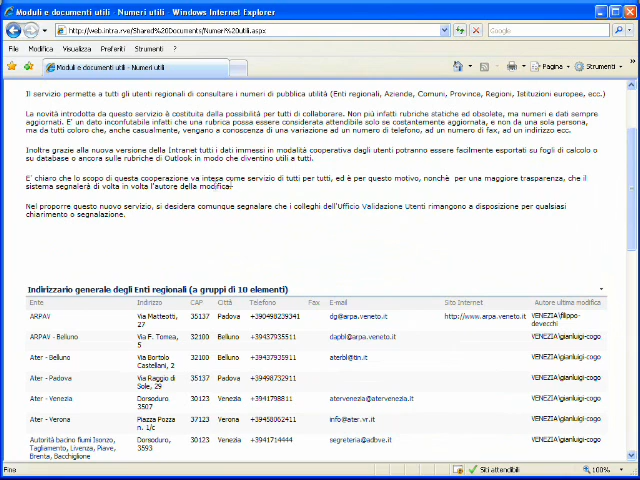 Moduli e documenti utili - Numeri utili - Windows Internet Explorer
http://web.intra.rve/Shared%20Documents/Numeri%20utili.aspx
Google
File Modifica Visualizza Preferiti Strumenti ?
Moduli e documenti utili - Numeri utili
Pagina Strumenti
Il servizio permette a tutti gli utenti regionali di consultare i numeri di pubblica utilità (Enti regionali, Aziende, Comuni, Province, Regioni, Istituzioni europee, ecc.)
La novità introdotta da questo servizio è costituita dalla possibilità per tutti di collaborare. Non più infatti rubriche statiche ed obsolete, ma numeri e dati sempre
aggiornati. E' un dato inconfutabile infatti che una rubrica possa essere considerata attendibile solo se costantemente aggiornata, e non da una sola persona,
ma da tutti coloro che, anche casualmente, vengano a conoscenza di una variazione ad un numero di telefono, ad un numero di fax, ad un indirizzo ecc.
Inoltre grazie alla nuova versione della Intranet tutti i dati immessi in modalità cooperativa dagli utenti potranno essere facilmente esportati su fogli di calcolo o
su database o ancora sulle rubriche di Outlook in modo che diventino utili a tutti.
E' chiaro che lo scopo di questa cooperazione va intesa come servizio di tutti per tutti, ed è per questo motivo, nonchè per una maggiore trasparenza, che il
sistema segnalerà di volta in volta l'autore della modifica.
Nel proporre questo nuovo servizio, si desidera comunque segnalare che i colleghi dell'Ufficio Validazione Utenti rimangono a disposizione per qualsiasi
chiarimento o segnalazione.
Indirizzario generale degli Enti regionali (a gruppi di 10 elementi)
Ente Indirizzo CAP Città Telefono Fax E-mail Sito Internet Autore ultima modifica
ARPAV Via Matteotti, 27 35137 Padova +390498239341 dg@arpa.veneto.it http://www.arpa.veneto.it VENEZIA\filippo-devecchi
ARPAV - Belluno Via F. Tomea, 5 32100 Belluno +39437935511 dapbl@arpa.veneto.it VENEZIA\gianluigi-cogo
Ater - Belluno Via Bortolo Castellani, 2 32100 Belluno +39437935911 aterbl@tin.it VENEZIA\gianluigi-cogo
Ater - Padova Via Raggio di Sole, 29 35137 Padova +39498732911 VENEZIA\gianluigi-cogo
Ater - Venezia Dorsoduro 3507 30123 Venezia +3941798811 atervenezia@atervenezia.it VENEZIA\gianluigi-cogo
Ater - Verona Piazza Pozza n. 1/c 37123 Verona +39458062411 info@ater.vr.it VENEZIA\gianluigi-cogo
Autorità bacino fiumi Isonzo, Tagliamento, Livenza, Piave, Brenta, Bacchiglione Dorsoduro, 3593 30123 Venezia +3941714444 segreteria@adbve.it VENEZIA\gianluigi-cogo
Fine Siti attendibili 100%